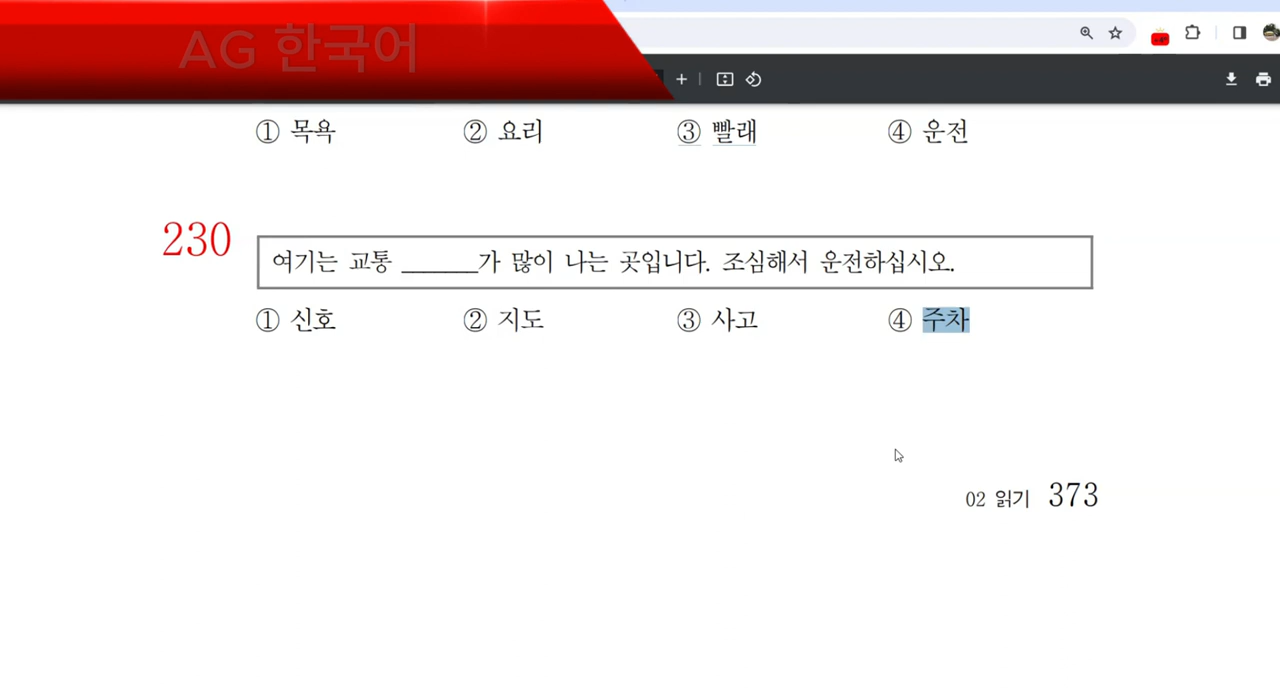 AG 한국어
① 목욕 ② 요리 ③ 빨래 ④ 운전
230 여기는 교통 _______가 많이 나는 곳입니다. 조심해서 운전하십시오.
① 신호 ② 지도 ③ 사고 ④ 주차
02 읽기 373